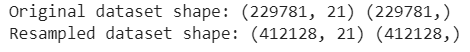 Original dataset shape: (229781, 21) (229781,)
Resampled dataset shape: (412128, 21) (412128,)